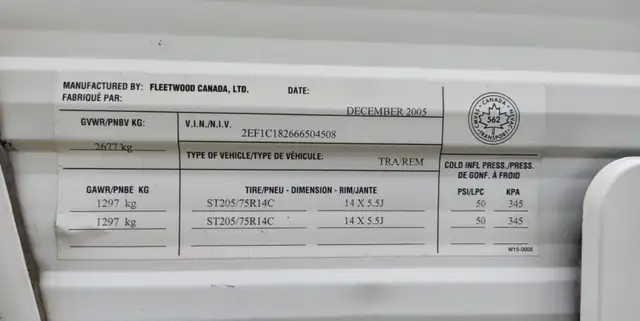 MANUFACTURED BY: FLEETWOOD CANADA, LTD. DATE:
FABRIQUÉ PAR:
DECEMBER 2005
GVWR/PNBV KG:
2677 kg
V.I.N./N.I.V.
2EF1C182666504508
TYPE OF VEHICLE/TYPE DE VÉHICULE: TRA/REM
CANADA
562
TRANSPORT
COLD INFL PRESS./PRESS.
DE GONF. À FROID
GAWR/PNBE KG TIRE/PNEU - DIMENSION - RIM/JANTE PSI/LPC KPA
1297 kg ST205/75R14C 14 X 5.5J 50 345
1297 kg ST205/75R14C 14 X 5.5J 50 345
W15-0006